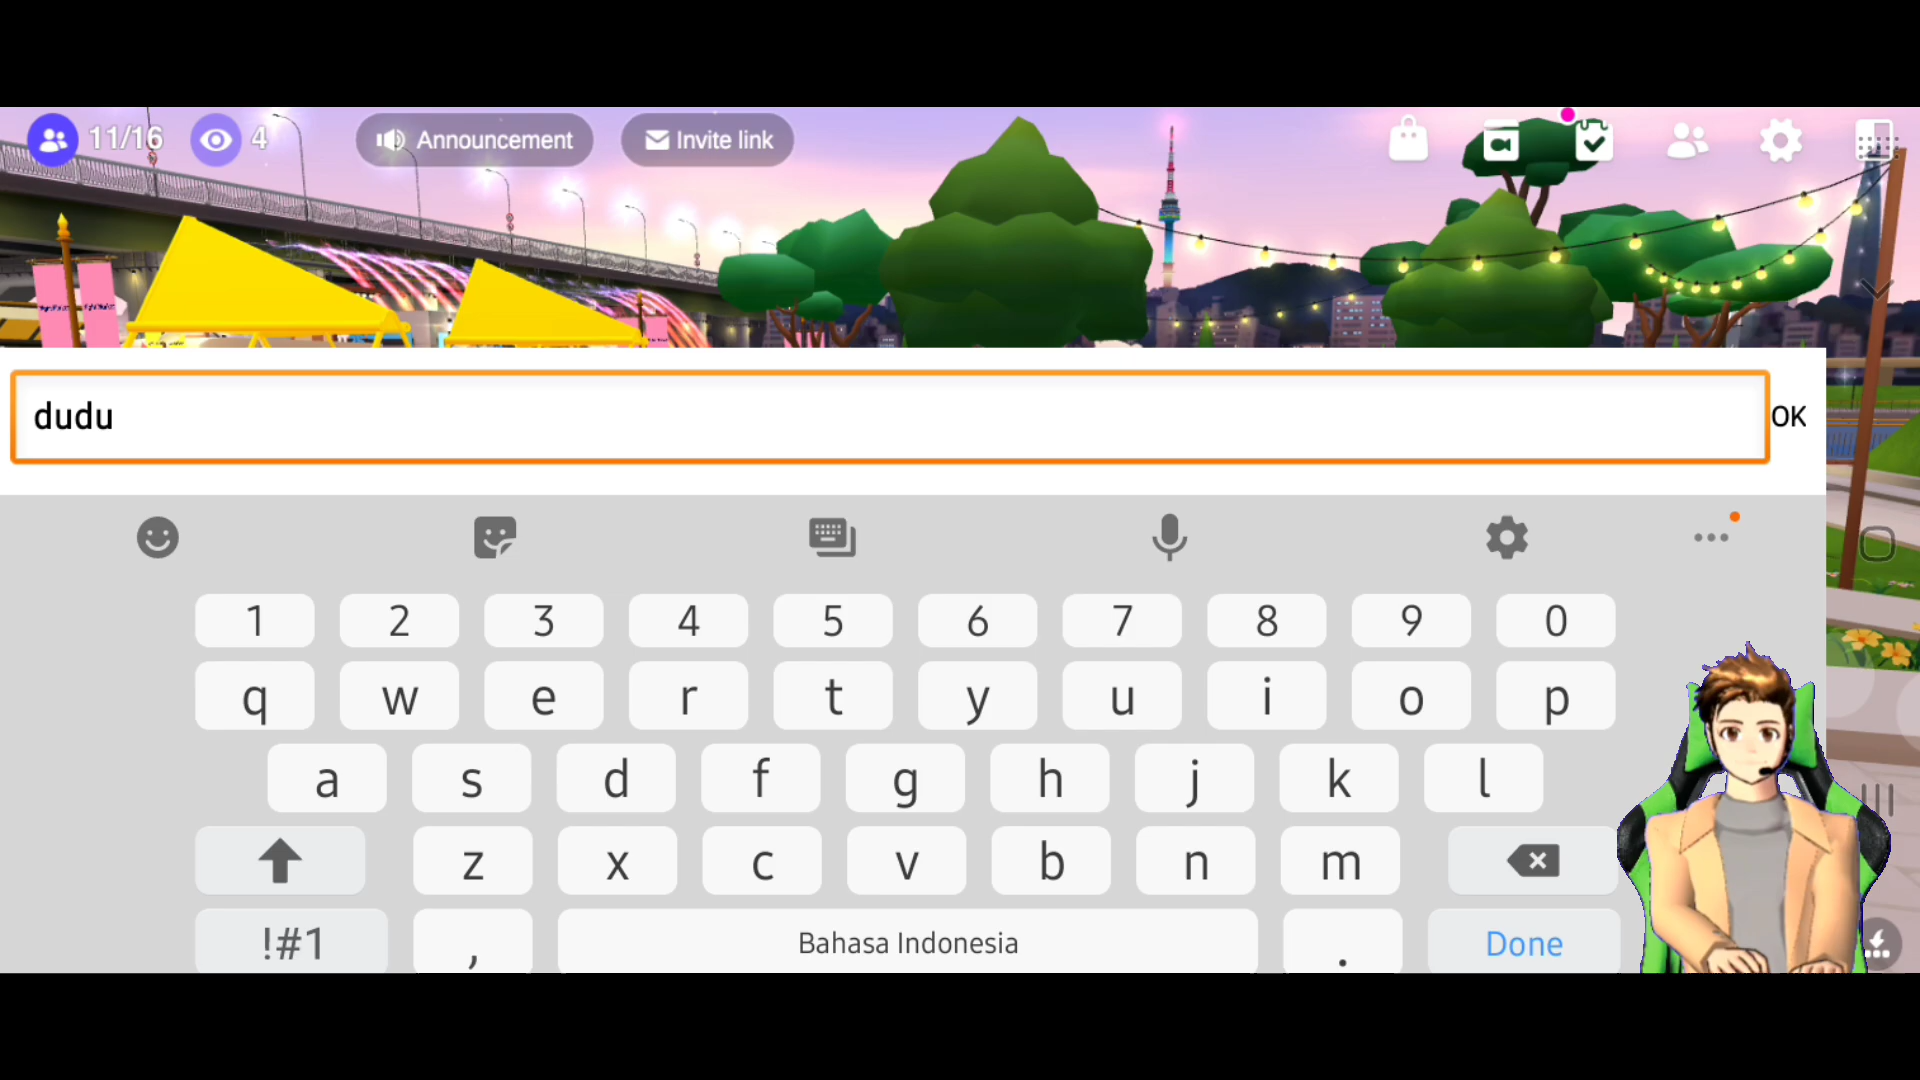 11/16
4
Announcement
Invite link
dudu
OK
1 2 3 4 5 6 7 8 9 0
q w e r t y u i o p
a s d f g h j k l
z x c v b n m
!#1 , Bahasa Indonesia . Done